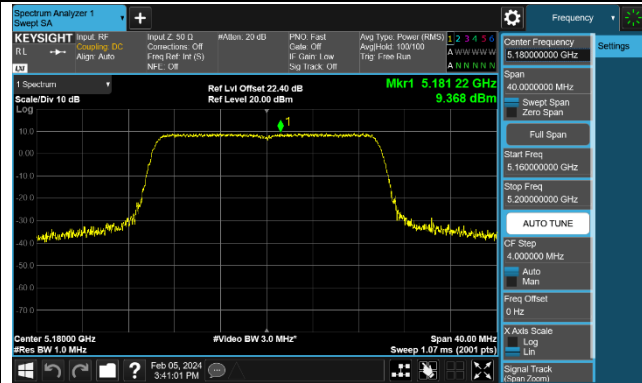 Spectrum Analyzer 1
Swept SA
Frequency
KEYSIGHT
RL
LXI
Input: RF
Coupling: DC
Align: Auto
Input Z: 50 Ω
Corrections: Off
Freq Ref: Int (S)
NFE: Off
#Atten: 20 dB
PNO: Fast
Gate: Off
IF Gain: Low
Sig Track: Off
Avg Type: Power (RMS)
Avg|Hold: 100/100
Trig: Free Run
1 2 3 4 5 6
A W W W W W
A N N N N N
Center Frequency
5.180000000 GHz
Settings
Span
40.0000000 MHz
Swept Span
Zero Span
Full Span
Start Freq
5.160000000 GHz
Stop Freq
5.200000000 GHz
AUTO TUNE
CF Step
4.000000 MHz
Auto
Man
Freq Offset
0 Hz
X Axis Scale
Log
Lin
Signal Track
(Span Zoom)
1 Spectrum
Scale/Div 10 dB
Log
Ref Lvl Offset 22.40 dB
Ref Level 20.00 dBm
Mkr1 5.181 22 GHz
9.368 dBm
1
10.0
0.00
-10.0
-20.0
-30.0
-40.0
-50.0
-60.0
-70.0
Center 5.18000 GHz
#Res BW 1.0 MHz
#Video BW 3.0 MHz*
Span 40.00 MHz
Sweep 1.07 ms (2001 pts)
?
Feb 05, 2024
3:41:01 PM